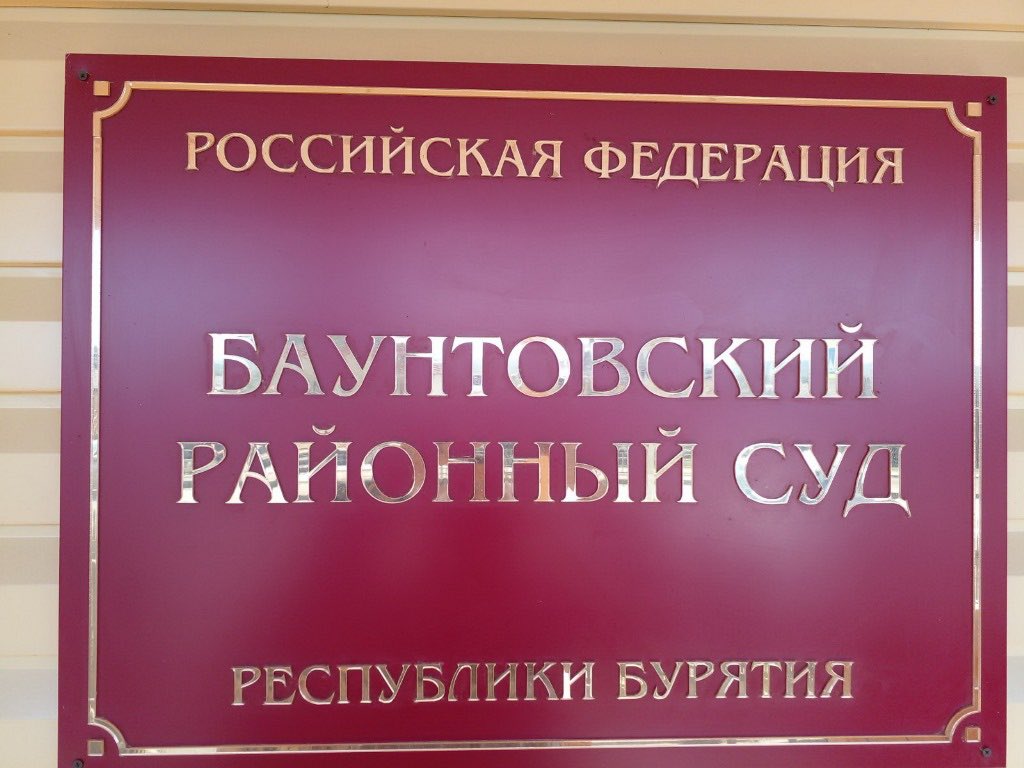 РОССИЙСКАЯ ФЕДЕРАЦИЯ
БАУНТОВСКИЙ
РАЙОННЫЙ СУД
РЕСПУБЛИКИ БУРЯТИЯ